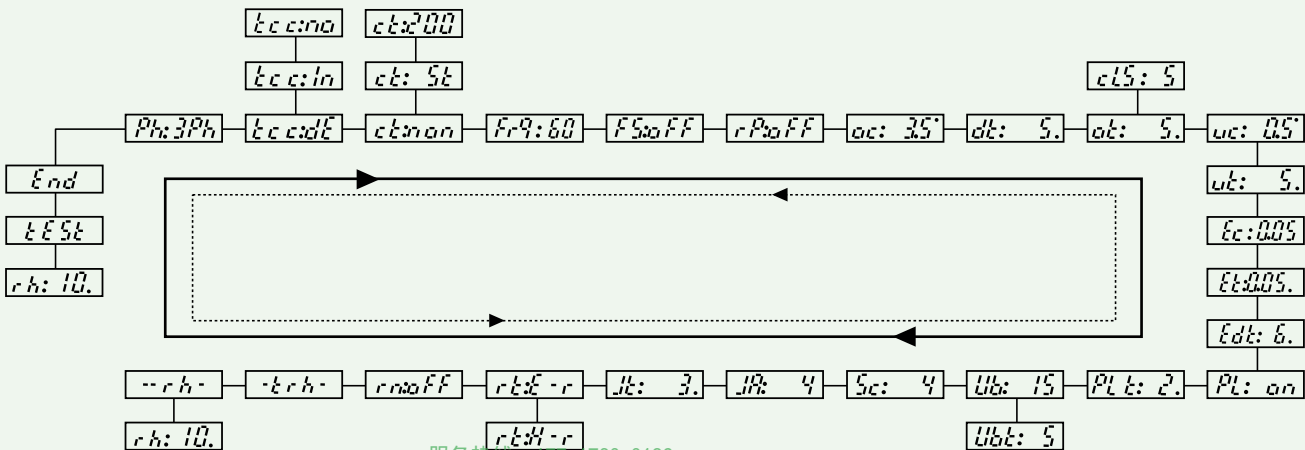 tcc:no
ct:200
tcc:In
ct: 5t
cLS: 5
Ph:3Ph
tcc:dE
ct:non
Frq:60
FS:oFF
rP:oFF
oc: 3.5
dt: 5.
ot: 5.
uc: 0.5
End
ut: 5.
tESt
Ec:0.05
rh: 10.
Et:0.05.
Edt: 6.
--rh-
-trh-
rn:oFF
rt:E-r
Jt: 3.
JA: 4
Sc: 4
Ub: 15
PLt: 2.
PL: on
rh: 10.
rt:H-r
Ubt: 5